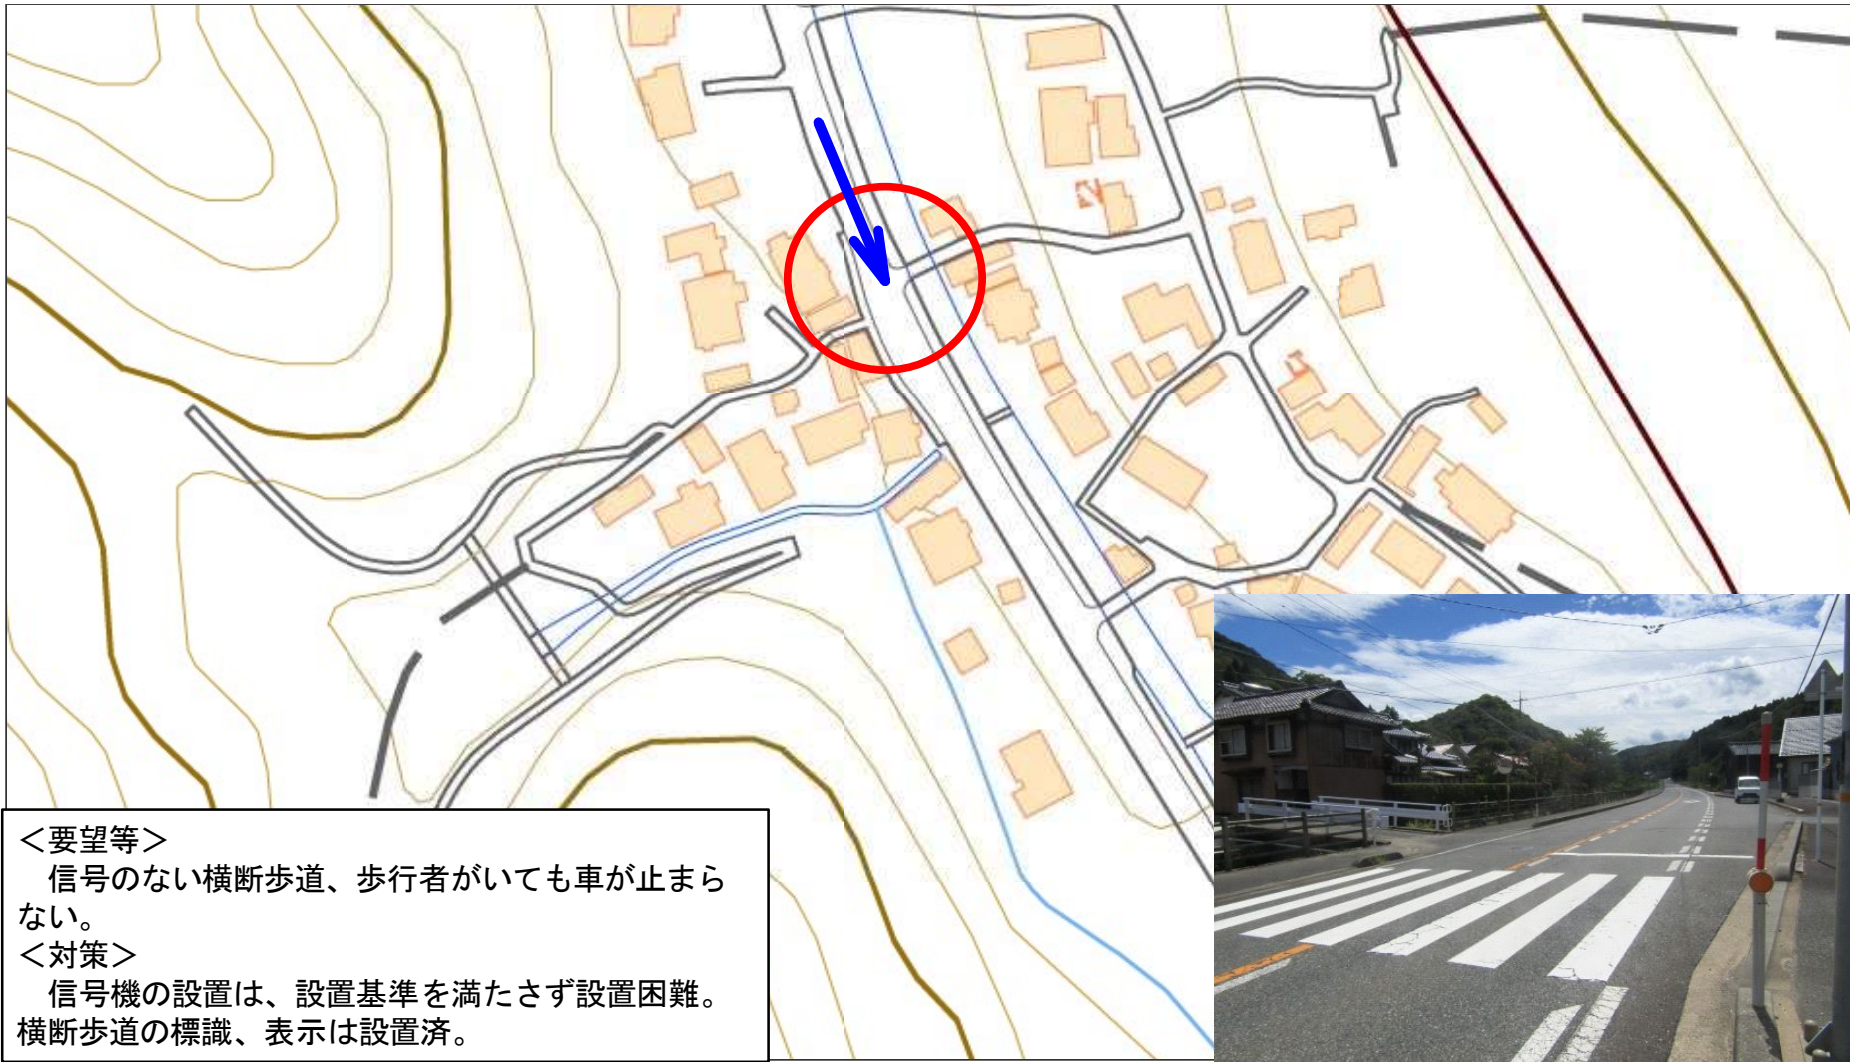 ＜要望等＞
　信号のない横断歩道、歩行者がいても車が止まら
ない。
＜対策＞
　信号機の設置は、設置基準を満たさず設置困難。
横断歩道の標識、表示は設置済。